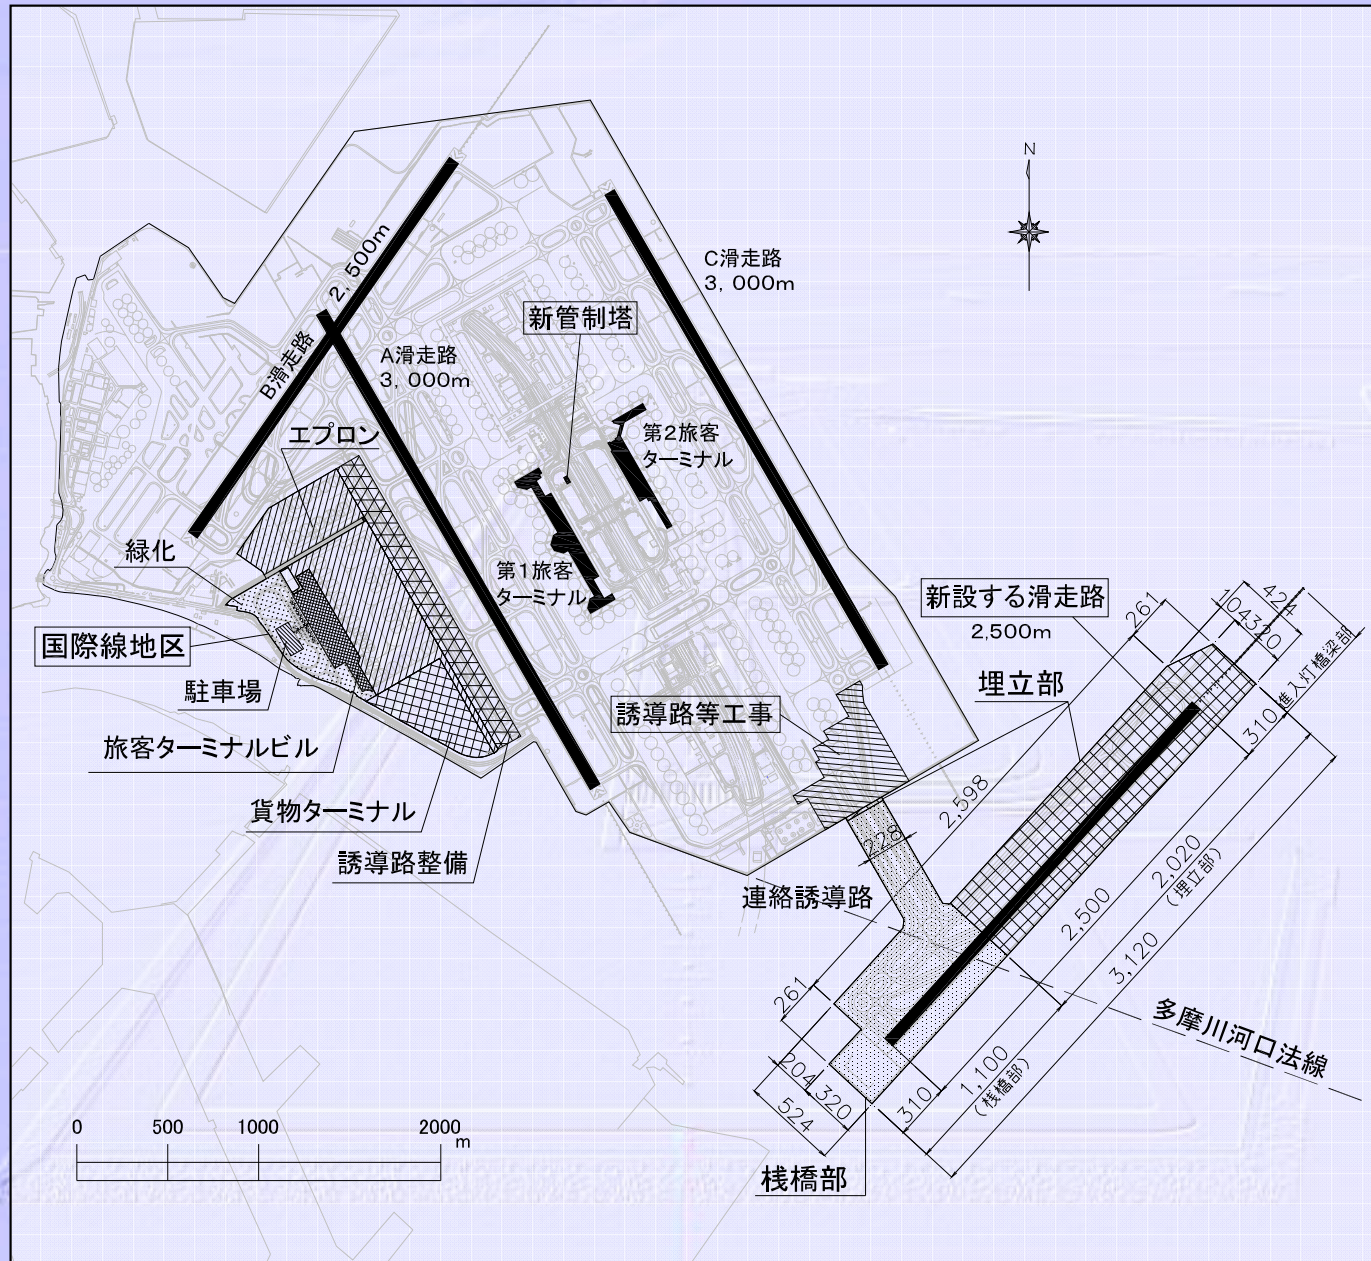 N
B滑走路 2, 500m
C滑走路
3, 000m
新管制塔
A滑走路
3, 000m
エプロン
第2旅客
ターミナル
緑化
第1旅客
ターミナル
新設する滑走路
2,500m
261
104
320
424
進入灯橋梁部
国際線地区
駐車場
埋立部
誘導路等工事
310
旅客ターミナルビル
2,598
貨物ターミナル
228
誘導路整備
連絡誘導路
2,020
(埋立部)
2,500
3,120
261
多摩川河口法線
204
320
524
310
1,100
(桟橋部)
桟橋部
0 500 1000 2000
m